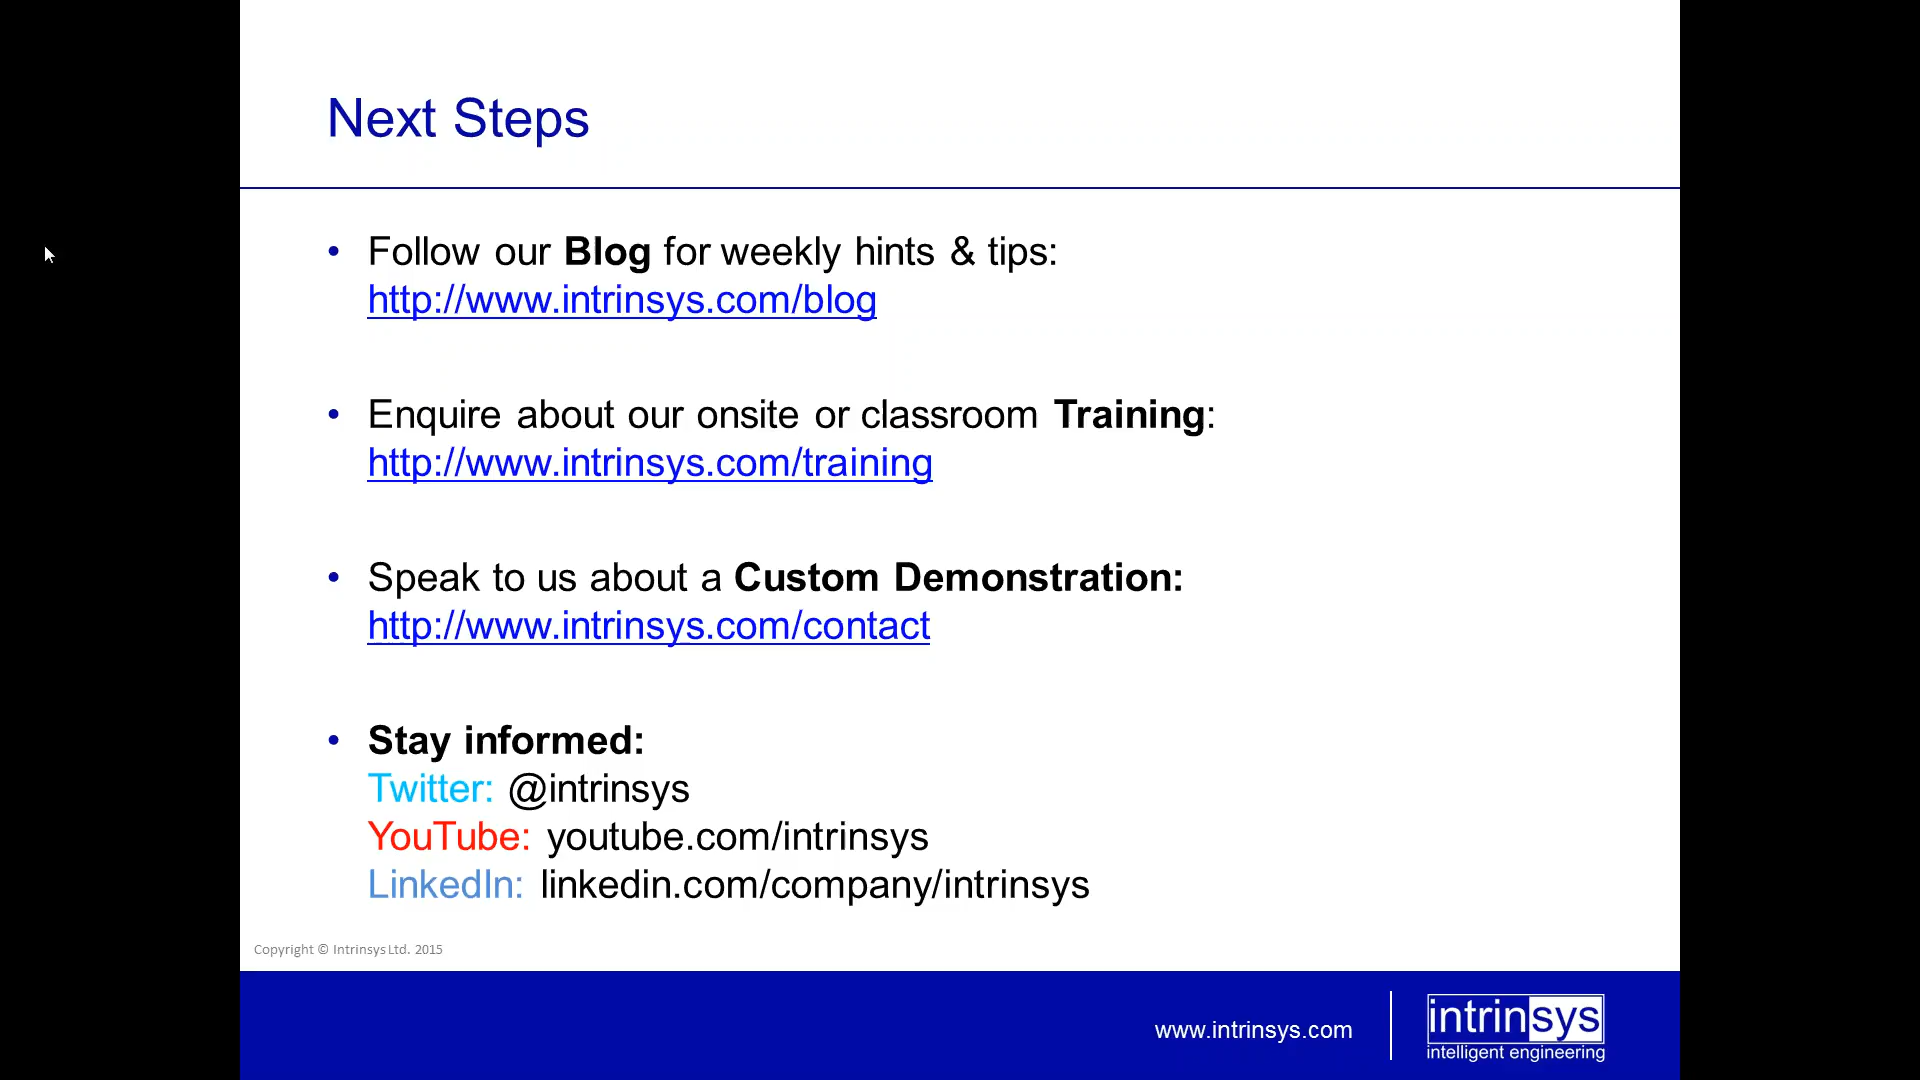 Next Steps
• Follow our Blog for weekly hints & tips:
http://www.intrinsys.com/blog
• Enquire about our onsite or classroom Training:
http://www.intrinsys.com/training
• Speak to us about a Custom Demonstration:
http://www.intrinsys.com/contact
• Stay informed:
Twitter: @intrinsys
YouTube: youtube.com/intrinsys
LinkedIn: linkedin.com/company/intrinsys
Copyright © Intrinsys Ltd. 2015
www.intrinsys.com
intrinsys
intelligent engineering